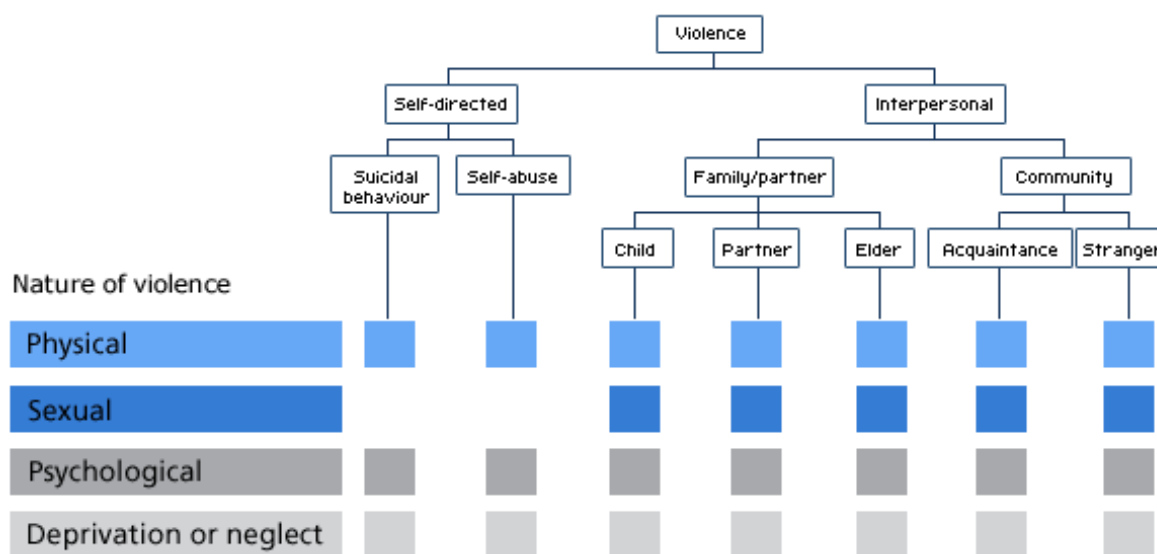 Violence
Self-directed
Interpersonal
Suicidal
behaviour
Self-abuse
Family/partner
Community
Child
Partner
Elder
Acquaintance
Stranger
Nature of violence
Physical
Sexual
Psychological
Deprivation or neglect